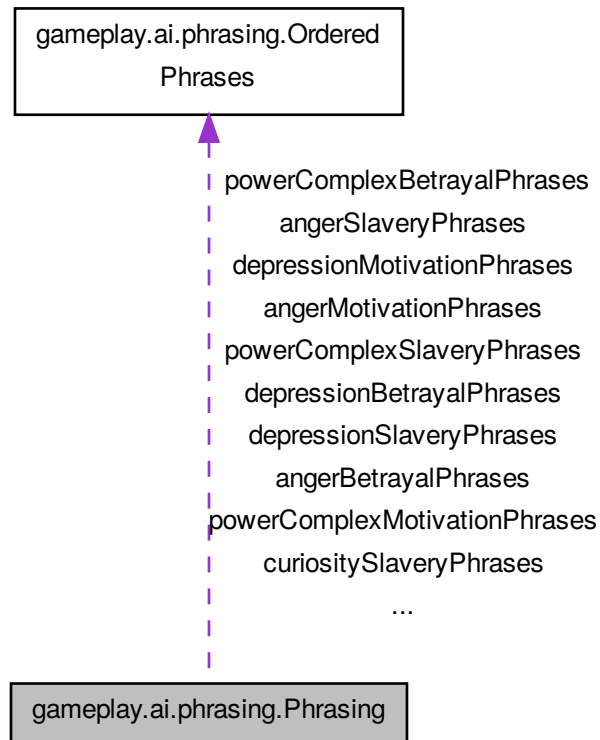 gameplay.ai.phrasing.Ordered
Phrases
powerComplexBetrayalPhrases
angerSlaveryPhrases
depressionMotivationPhrases
angerMotivationPhrases
powerComplexSlaveryPhrases
depressionBetrayalPhrases
depressionSlaveryPhrases
angerBetrayalPhrases
powerComplexMotivationPhrases
curiositySlaveryPhrases
...
gameplay.ai.phrasing.Phrasing